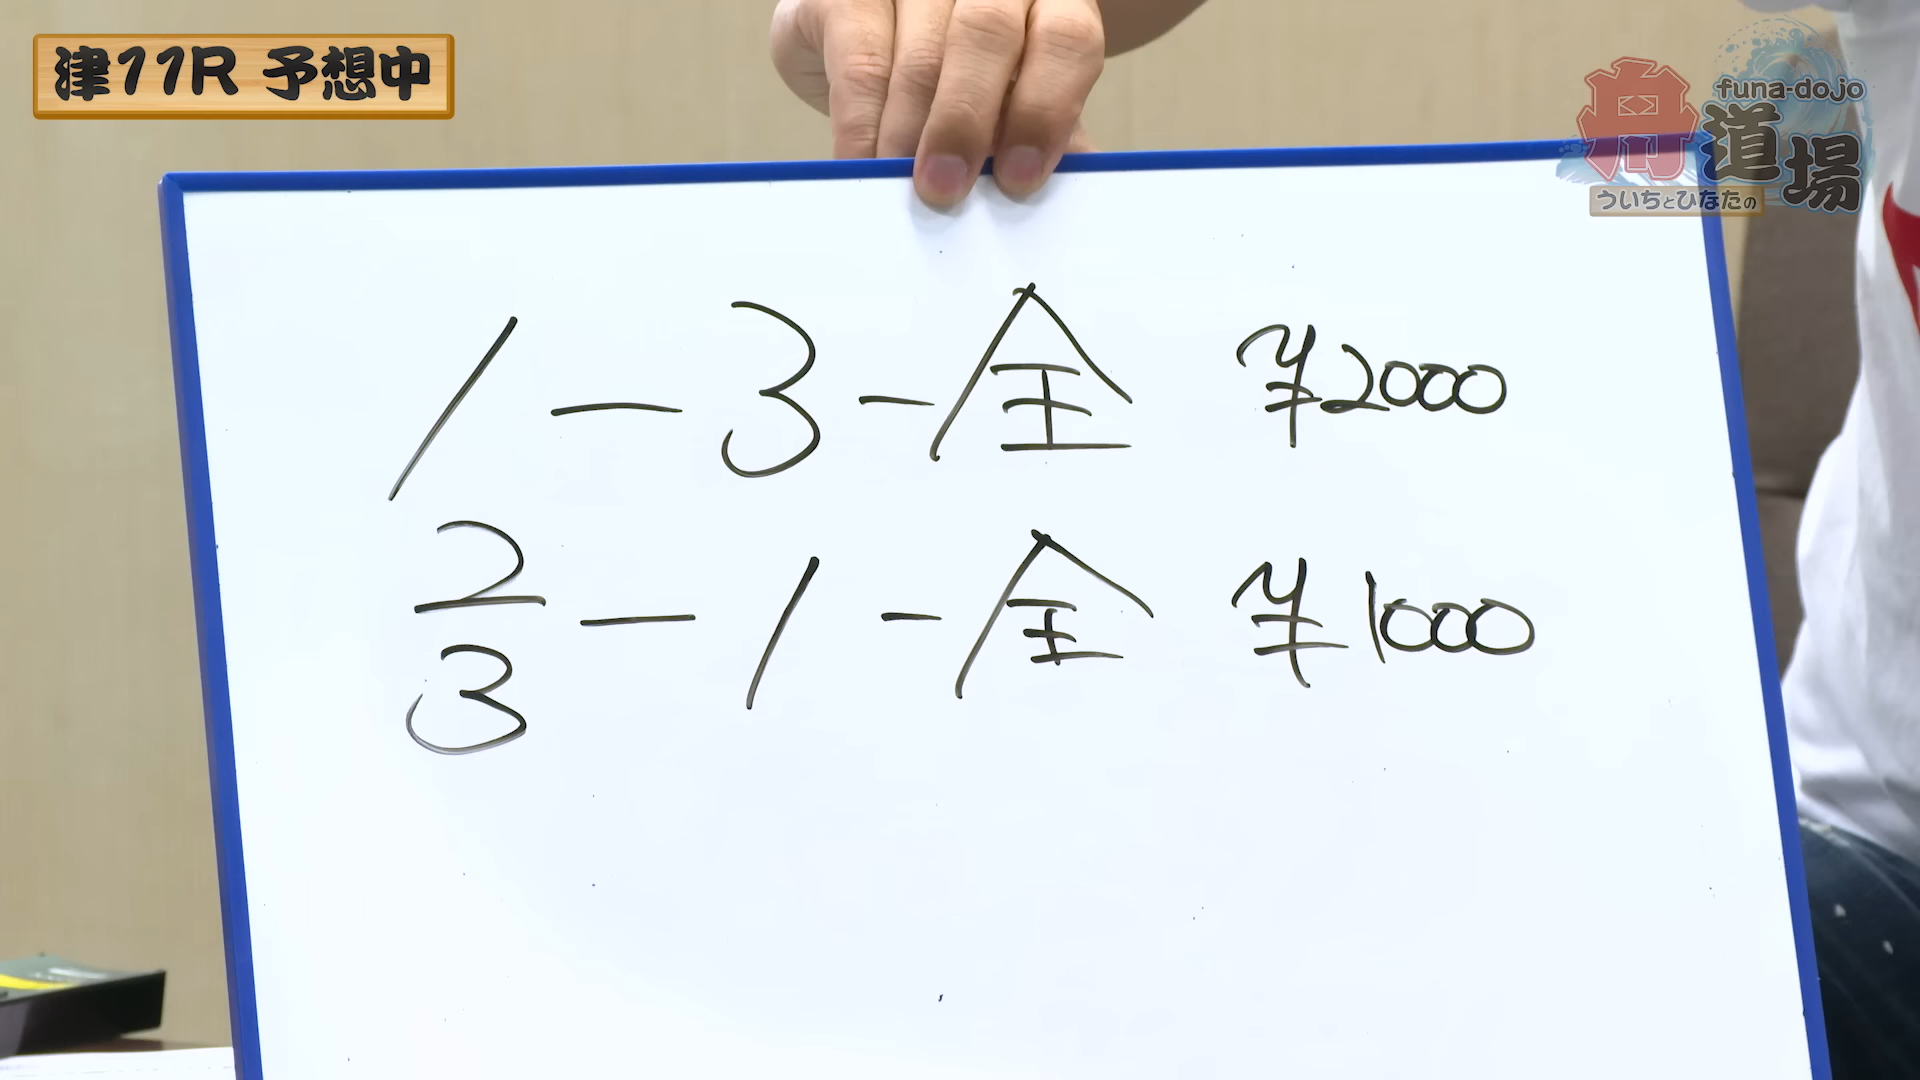 津11R 予想中
funa-dojo
舟道場
ういちとひなたの
1-3-全 ¥2000
2/3-1-全 ¥1000